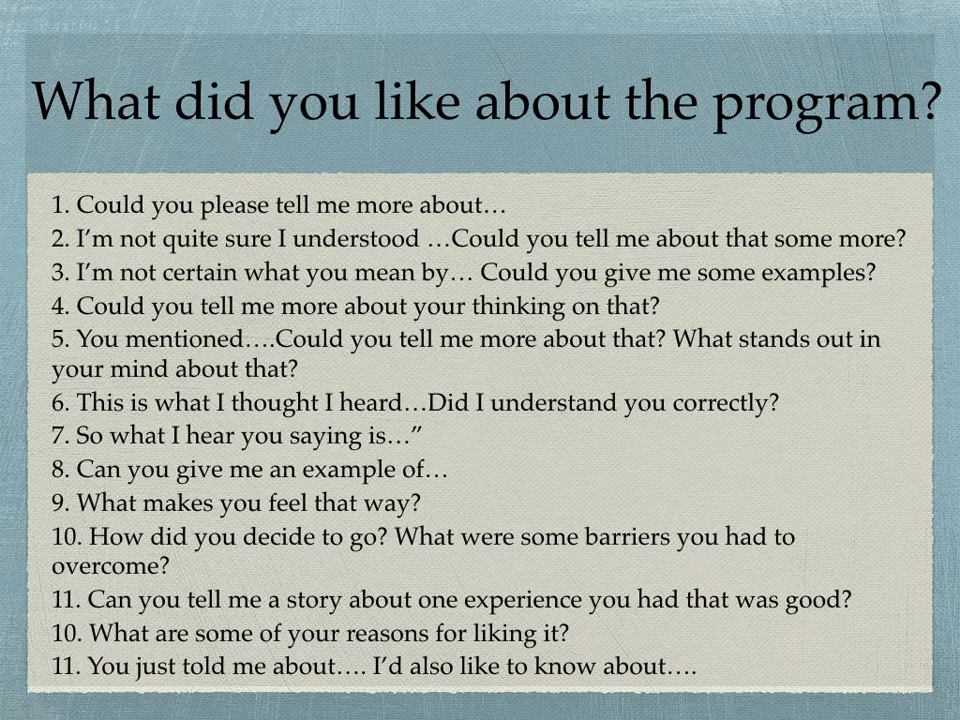 What did you like about the program?
1. Could you please tell me more about…
2. I’m not quite sure I understood …Could you tell me about that some more?
3. I’m not certain what you mean by… Could you give me some examples?
4. Could you tell me more about your thinking on that?
5. You mentioned….Could you tell me more about that? What stands out in
your mind about that?
6. This is what I thought I heard…Did I understand you correctly?
7. So what I hear you saying is…”
8. Can you give me an example of…
9. What makes you feel that way?
10. How did you decide to go? What were some barriers you had to
overcome?
11. Can you tell me a story about one experience you had that was good?
10. What are some of your reasons for liking it?
11. You just told me about…. I’d also like to know about….